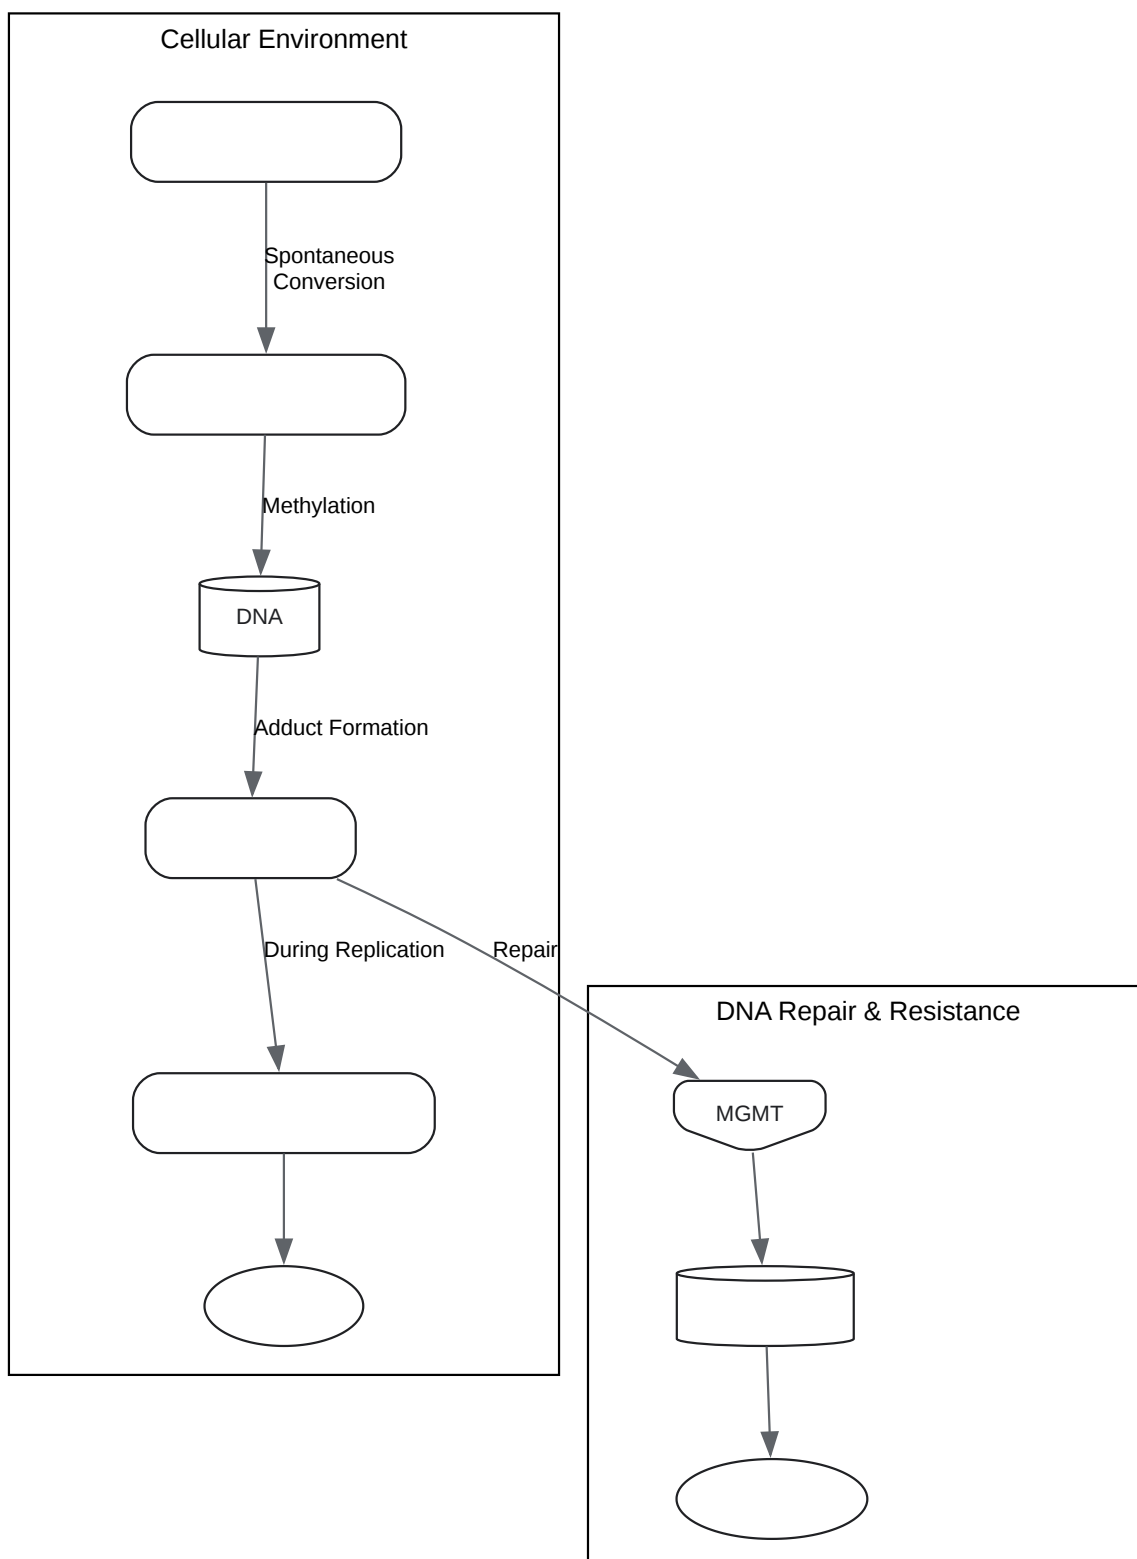 Cellular Environment
Spontaneous
Conversion
Methylation
DNA
Adduct Formation
During Replication
Repair
DNA Repair & Resistance
MGMT